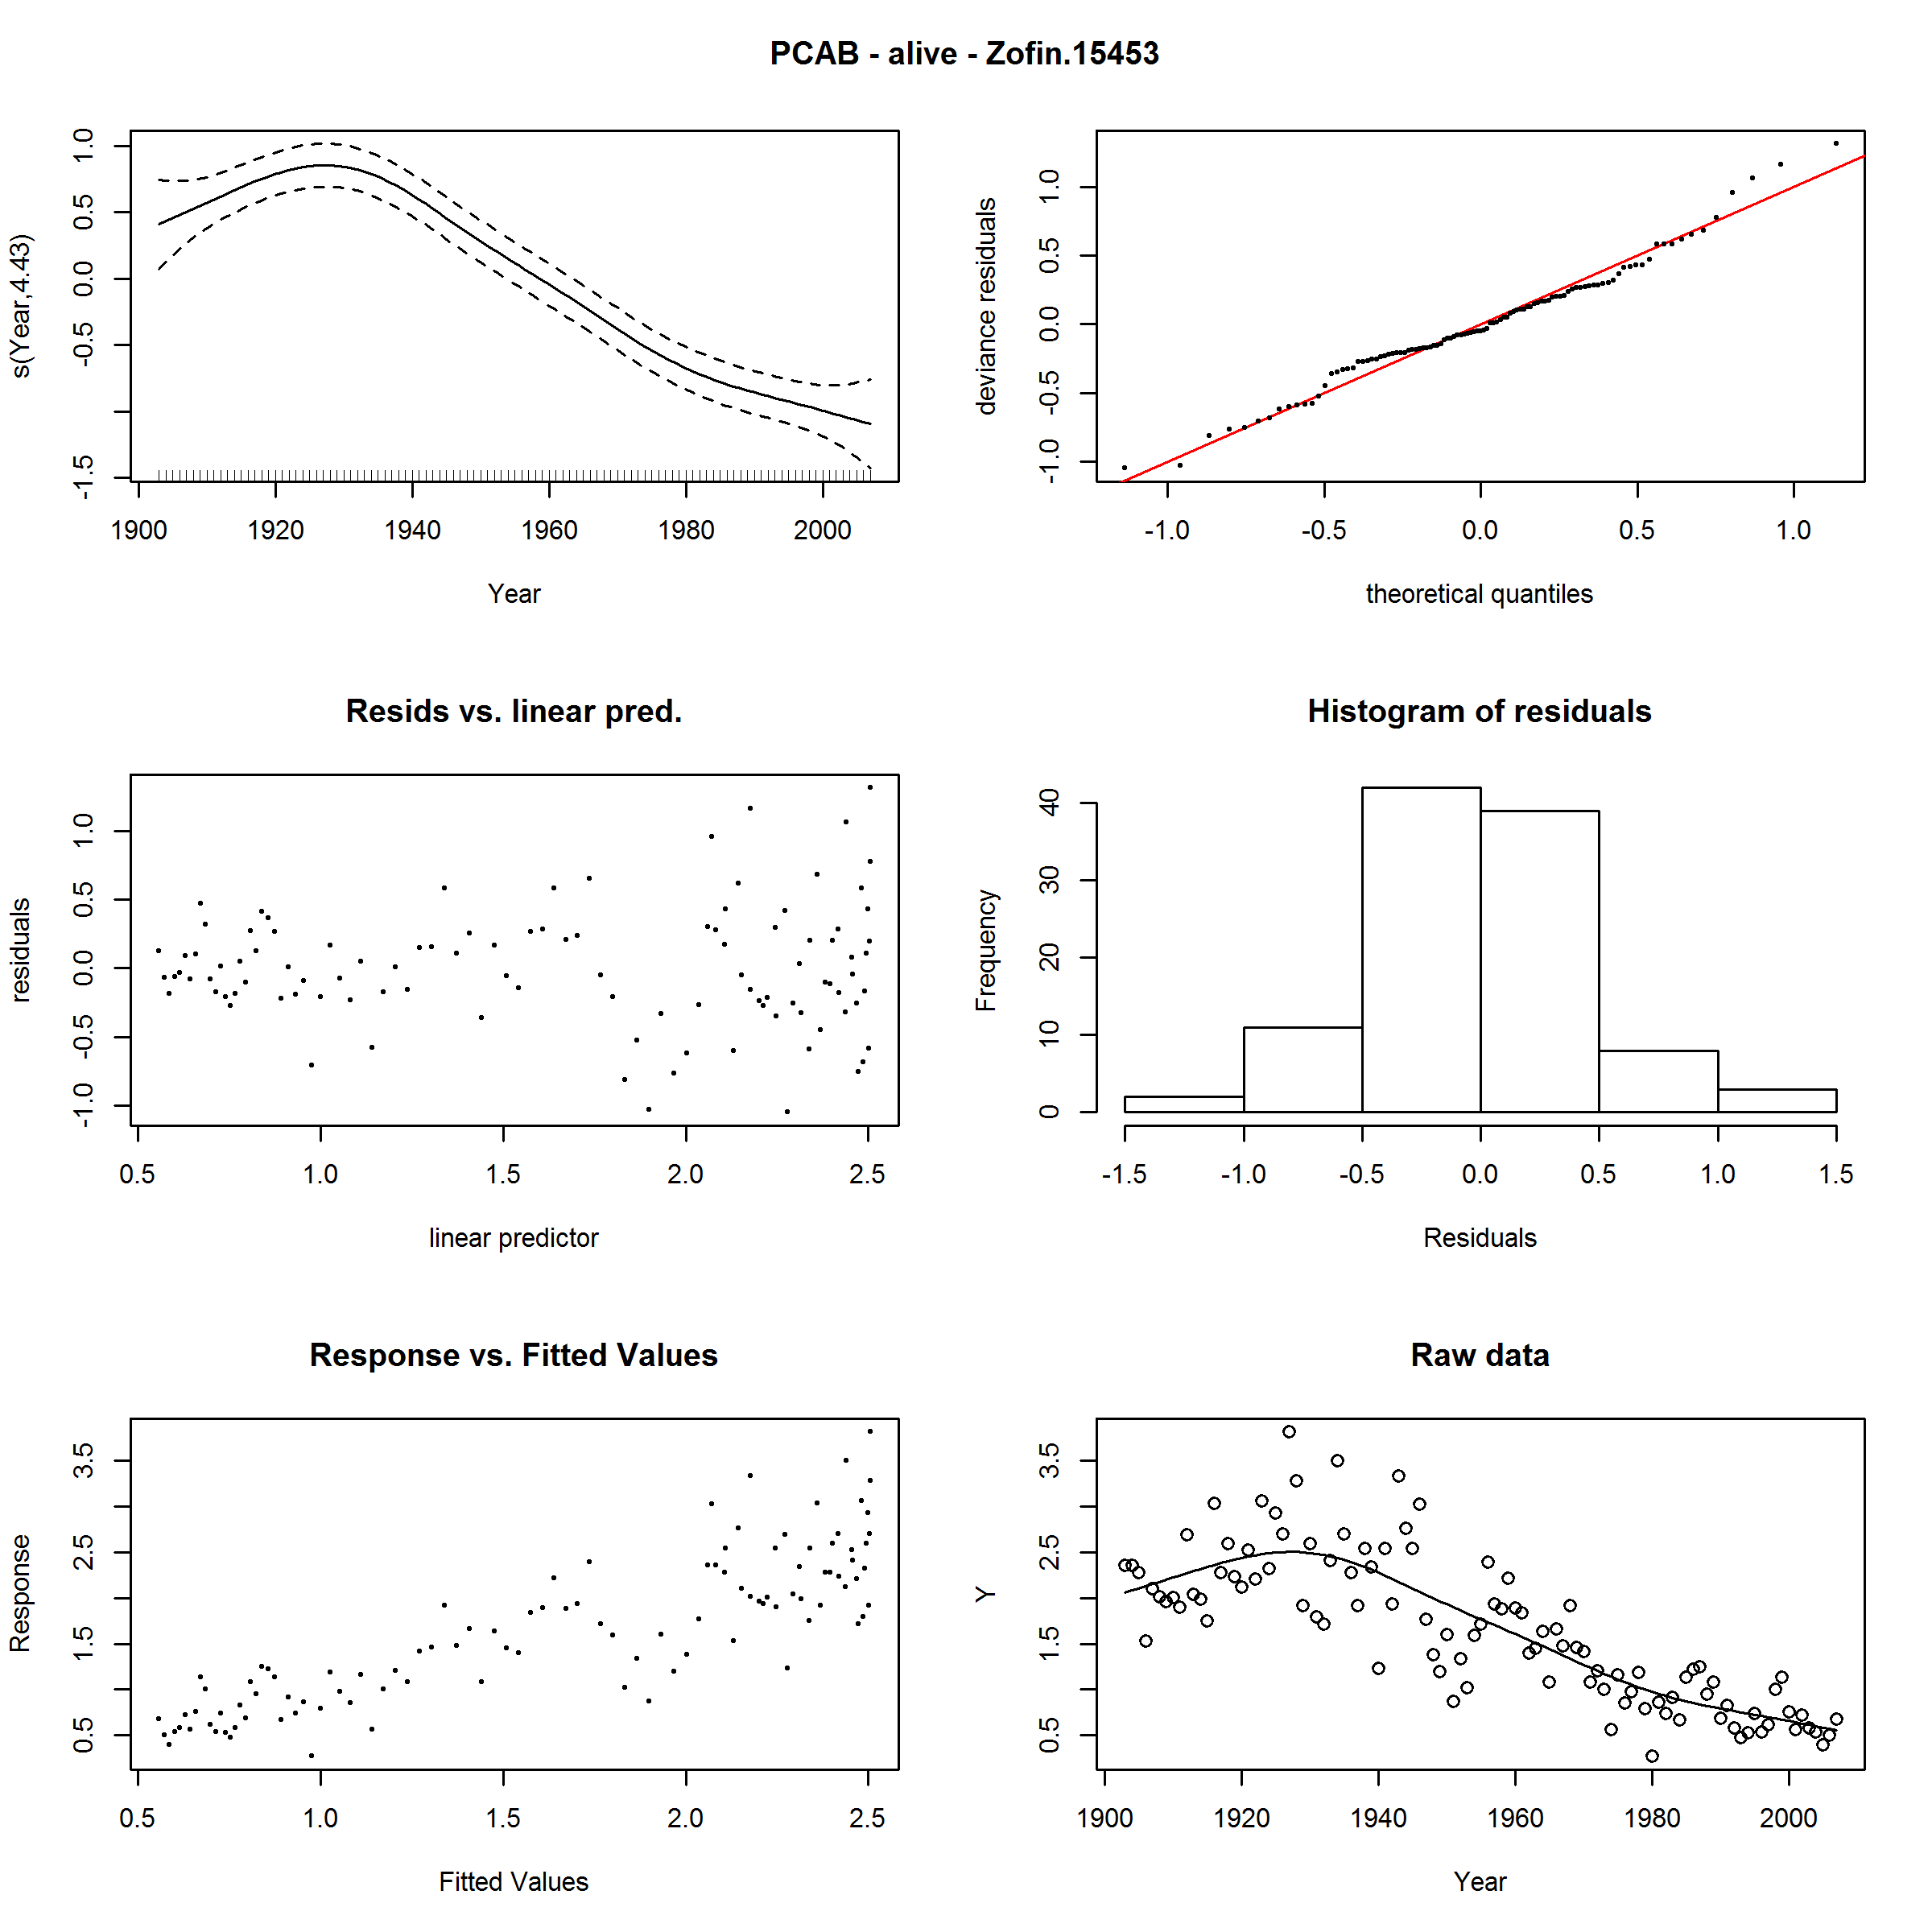 PCAB - alive - Zofin.15453
s(Year,4.43)
-1.5 -0.5 0.0 0.5 1.0
1900 1920 1940 1960 1980 2000
Year
deviance residuals
-1.0 -0.5 0.0 0.5 1.0
-1.0 -0.5 0.0 0.5 1.0
theoretical quantiles
Resids vs. linear pred.
residuals
-1.0 -0.5 0.0 0.5 1.0
0.5 1.0 1.5 2.0 2.5
linear predictor
Histogram of residuals
Frequency
0 10 20 30 40
-1.5 -1.0 -0.5 0.0 0.5 1.0 1.5
Residuals
Response vs. Fitted Values
Response
0.5 1.5 2.5 3.5
0.5 1.0 1.5 2.0 2.5
Fitted Values
Raw data
Y
0.5 1.5 2.5 3.5
1900 1920 1940 1960 1980 2000
Year